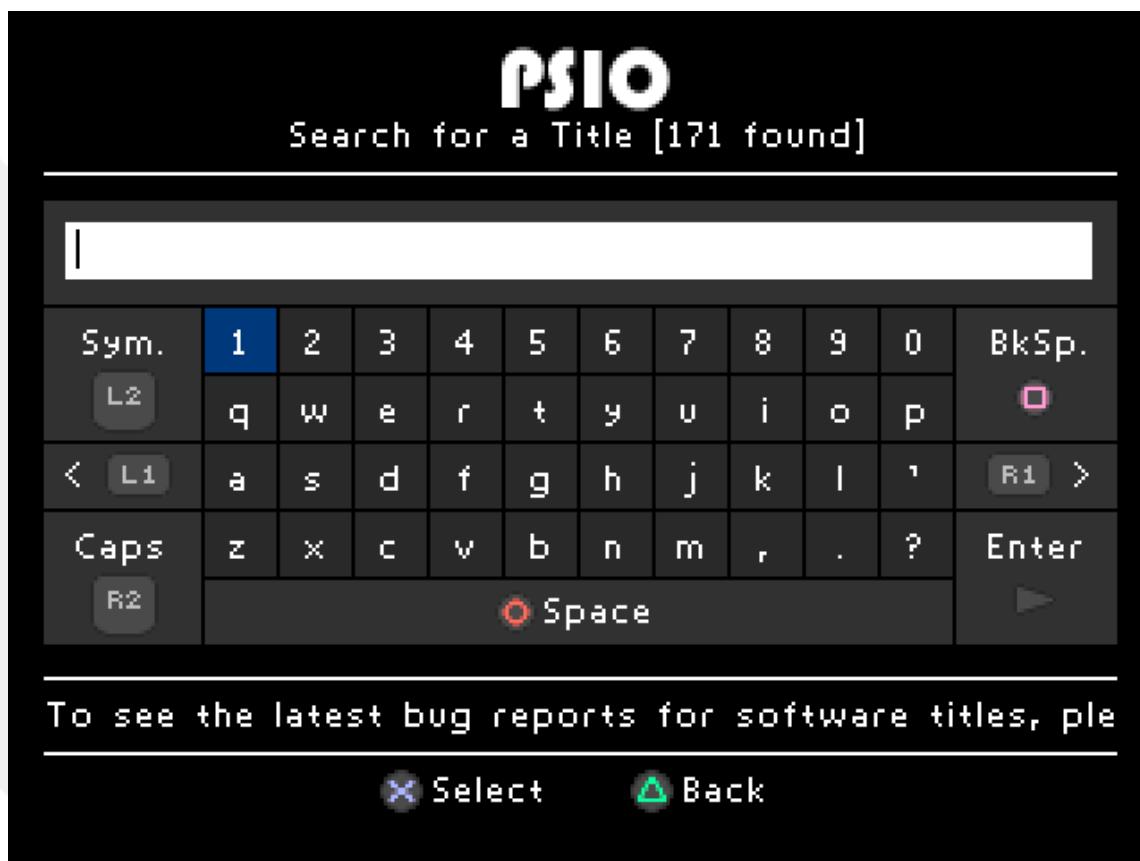 PSIO
Search for a Title [171 found]
Sym. 1 2 3 4 5 6 7 8 9 0 BkSp.
L2 q w e r t y u i o p
< L1 a s d f g h j k l ' R1 >
Caps z x c v b n m , . ? Enter
R2 Space
To see the latest bug reports for software titles, ple
Select Back